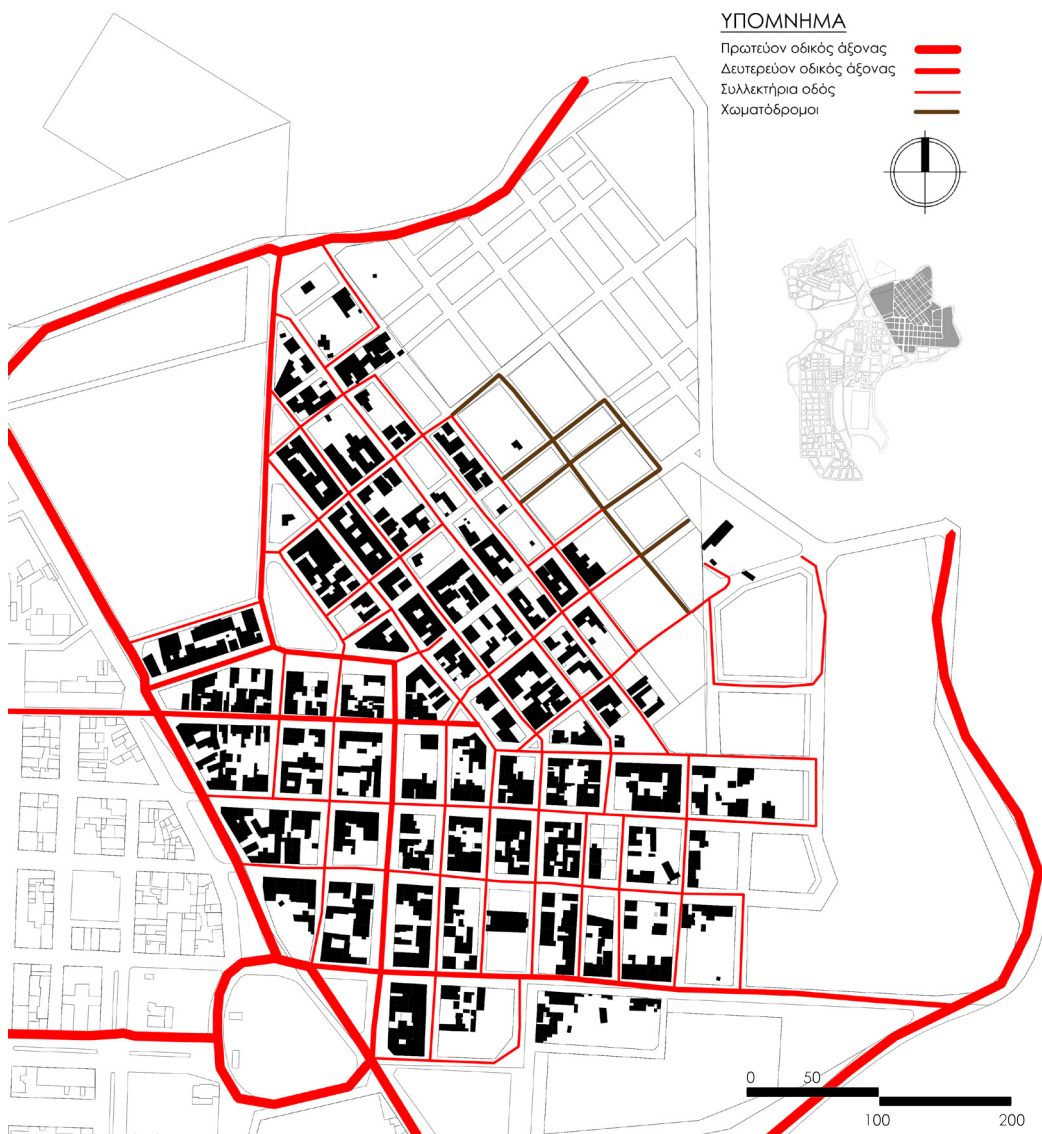 ΥΠΟΜΝΗΜΑ
Πρωτεύον οδικός άξονας
Δευτερεύον οδικός άξονας
Συλλεκτήρια οδός
Χωματόδρομοι
0 50
100 200